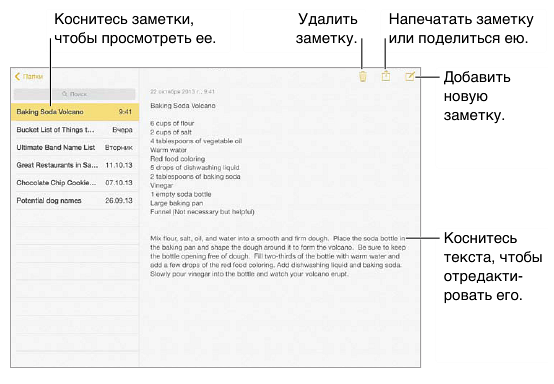 Коснитесь заметки,
чтобы просмотреть ее.
Удалить
заметку.
Напечатать заметку
или поделиться ею.
Добавить
новую
заметку.
Папки
Поиск
Baking Soda Volcano 9:41
Bucket List of Things t... Вчера
Ultimate Band Name List Вторник
Great Restaurants in Sa... 11.10.13
Chocolate Chip Cookie... 07.10.13
Potential dog names 26.09.13
22 октября 2013 г., 9:41
Baking Soda Volcano
6 cups of flour
2 cups of salt
4 tablespoons of vegetable oil
Warm water
Red food coloring
6 drops of dishwashing liquid
2 tablespoons of baking soda
Vinegar
1 empty soda bottle
Large baking pan
Funnel (Not necessary but helpful)
Mix flour, salt, oil, and water into a smooth and firm dough. Place the soda bottle in
the baking pan and shape the dough around it to form the volcano. Be sure to keep
the bottle opening free of dough. Fill two-thirds of the bottle with warm water and
add a few drops of the red food coloring. Add dishwashing liquid and baking soda.
Slowly pour vinegar into the bottle and watch your volcano erupt.
Коснитесь
текста, чтобы
отредакти-
ровать его.